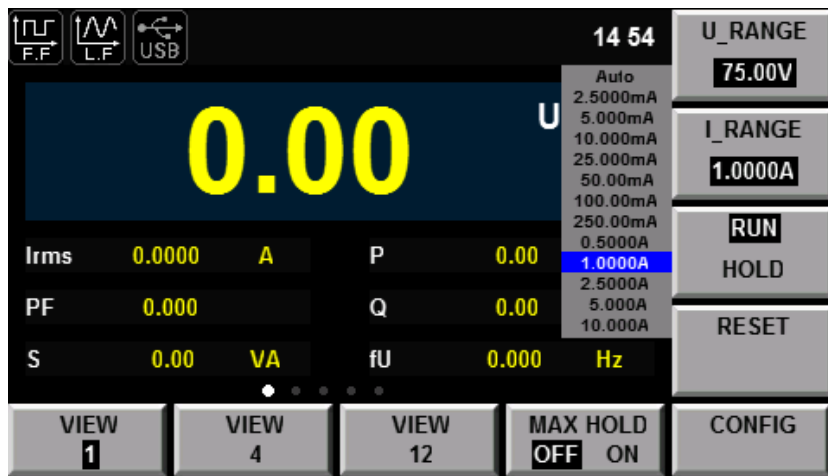 F.F L.F USB 14 54
U_RANGE
75.00V
0.00 U
Auto
2.5000mA
5.000mA
10.000mA
25.000mA
50.00mA
100.00mA
250.00mA
0.5000A
1.0000A
2.5000A
5.000A
10.000A
I_RANGE
1.0000A
RUN
HOLD
RESET
Irms 0.0000 A P 0.00
PF 0.000 Q 0.00
S 0.00 VA fU 0.000 Hz
VIEW
1
VIEW
4
VIEW
12
MAX HOLD
OFF ON
CONFIG